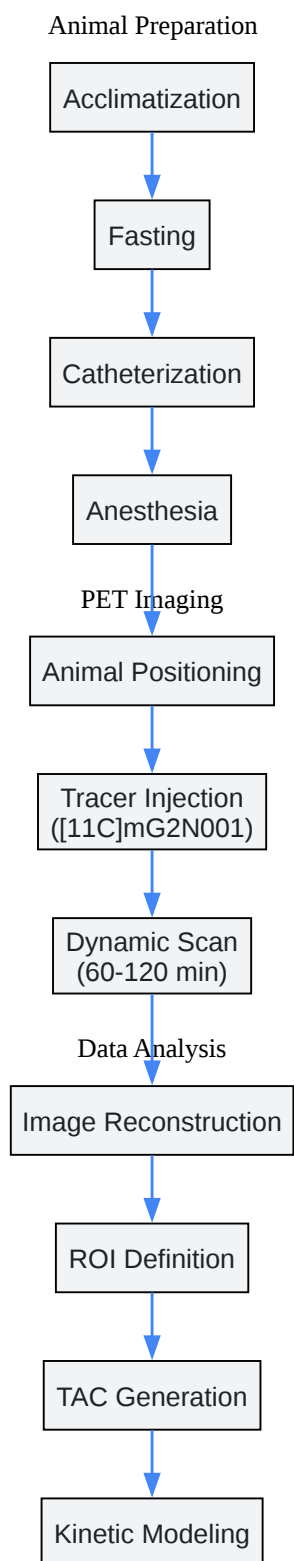 Animal Preparation
Acclimatization
Fasting
Catheterization
Anesthesia
PET Imaging
Animal Positioning
Tracer Injection
([11C]mG2N001)
Dynamic Scan
(60-120 min)
Data Analysis
Image Reconstruction
ROI Definition
TAC Generation
Kinetic Modeling